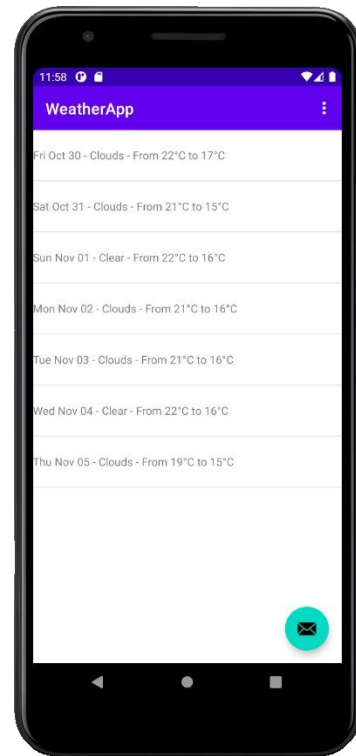 11:58
WeatherApp
Fri Oct 30 - Clouds - From 22°C to 17°C
Sat Oct 31 - Clouds - From 21°C to 15°C
Sun Nov 01 - Clear - From 22°C to 16°C
Mon Nov 02 - Clouds - From 21°C to 16°C
Tue Nov 03 - Clouds - From 21°C to 16°C
Wed Nov 04 - Clear - From 22°C to 16°C
Thu Nov 05 - Clouds - From 19°C to 15°C